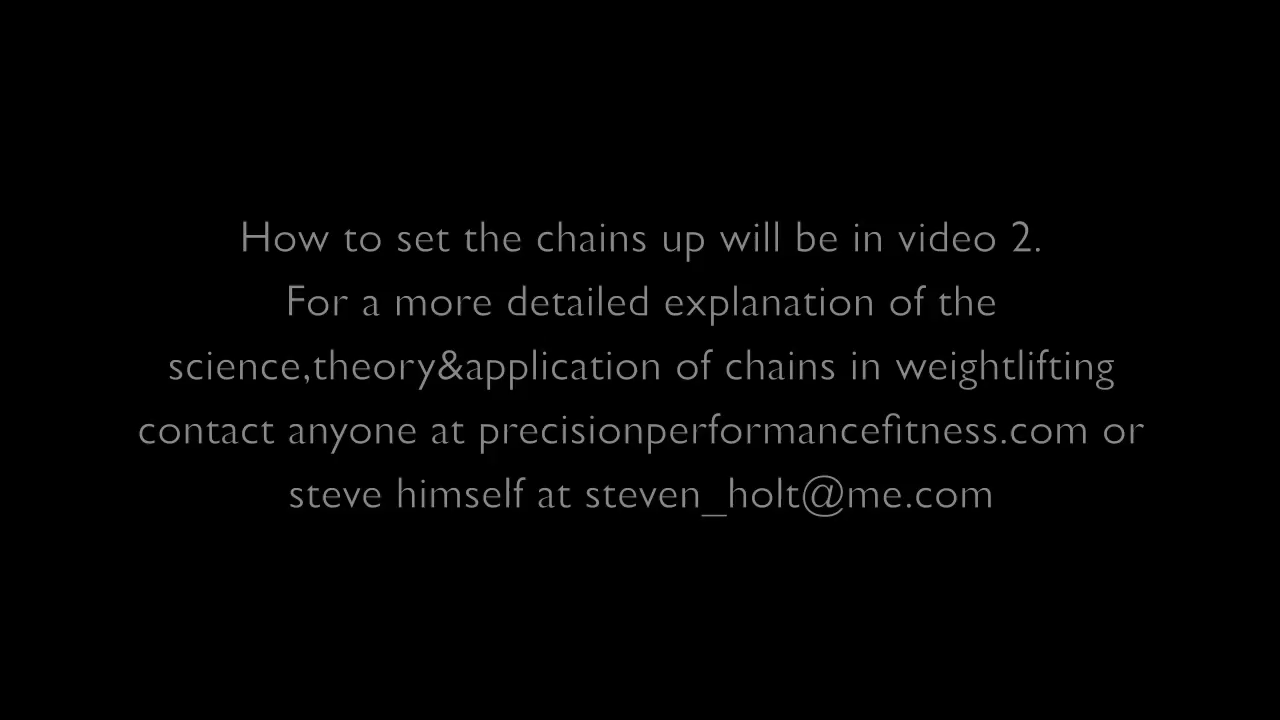 How to set the chains up will be in video 2.
For a more detailed explanation of the
science,theory&application of chains in weightlifting
contact anyone at precisionperformancefitness.com or
steve himself at steven_holt@me.com